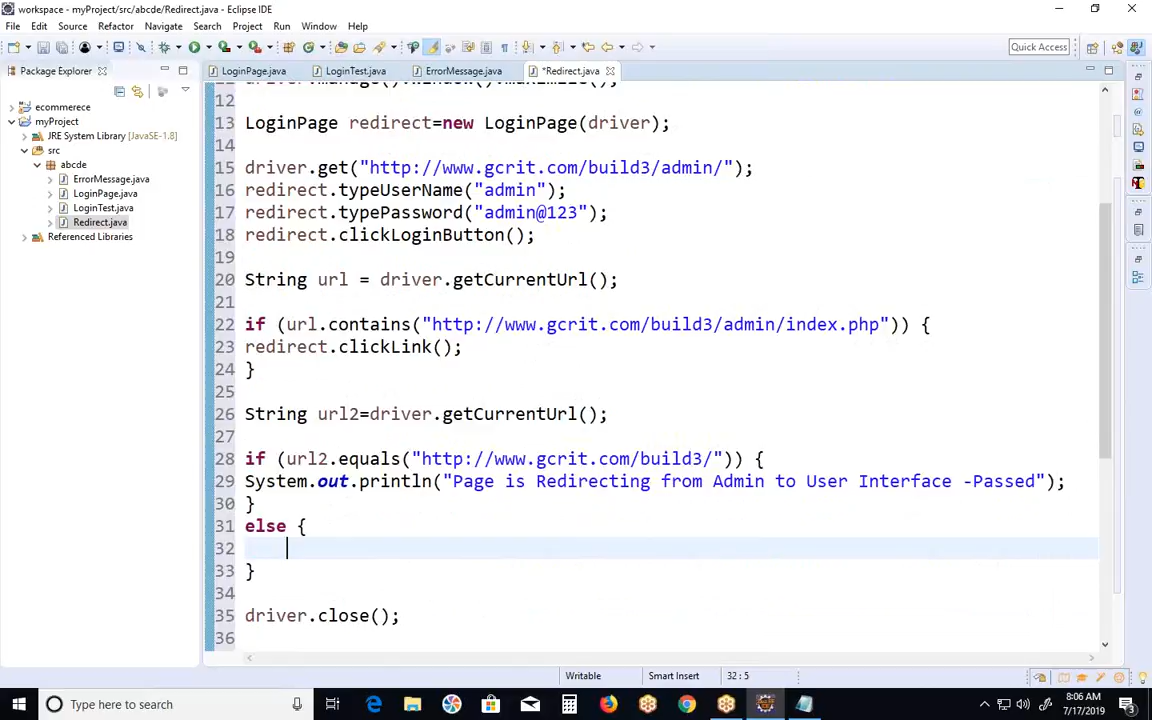 workspace - myProject/src/abcde/Redirect.java - Eclipse IDE
File Edit Source Refactor Navigate Search Project Run Window Help
Quick Access
Package Explorer
LoginPage.java
LoginTest.java
ErrorMessage.java
*Redirect.java
ecommerece
myProject
JRE System Library [JavaSE-1.8]
src
abcde
ErrorMessage.java
LoginPage.java
LoginTest.java
Redirect.java
Referenced Libraries
12
13 LoginPage redirect=new LoginPage(driver);
14
15 driver.get("http://www.gcrit.com/build3/admin/");
16 redirect.typeUserName("admin");
17 redirect.typePassword("admin@123");
18 redirect.clickLoginButton();
19
20 String url = driver.getCurrentUrl();
21
22 if (url.contains("http://www.gcrit.com/build3/admin/index.php")) {
23 redirect.clickLink();
24 }
25
26 String url2=driver.getCurrentUrl();
27
28 if (url2.equals("http://www.gcrit.com/build3/")) {
29 System.out.println("Page is Redirecting from Admin to User Interface -Passed");
30 }
31 else {
32
33 }
34
35 driver.close();
36
Writable
Smart Insert
32 : 5
Type here to search
8:06 AM
7/17/2019
3